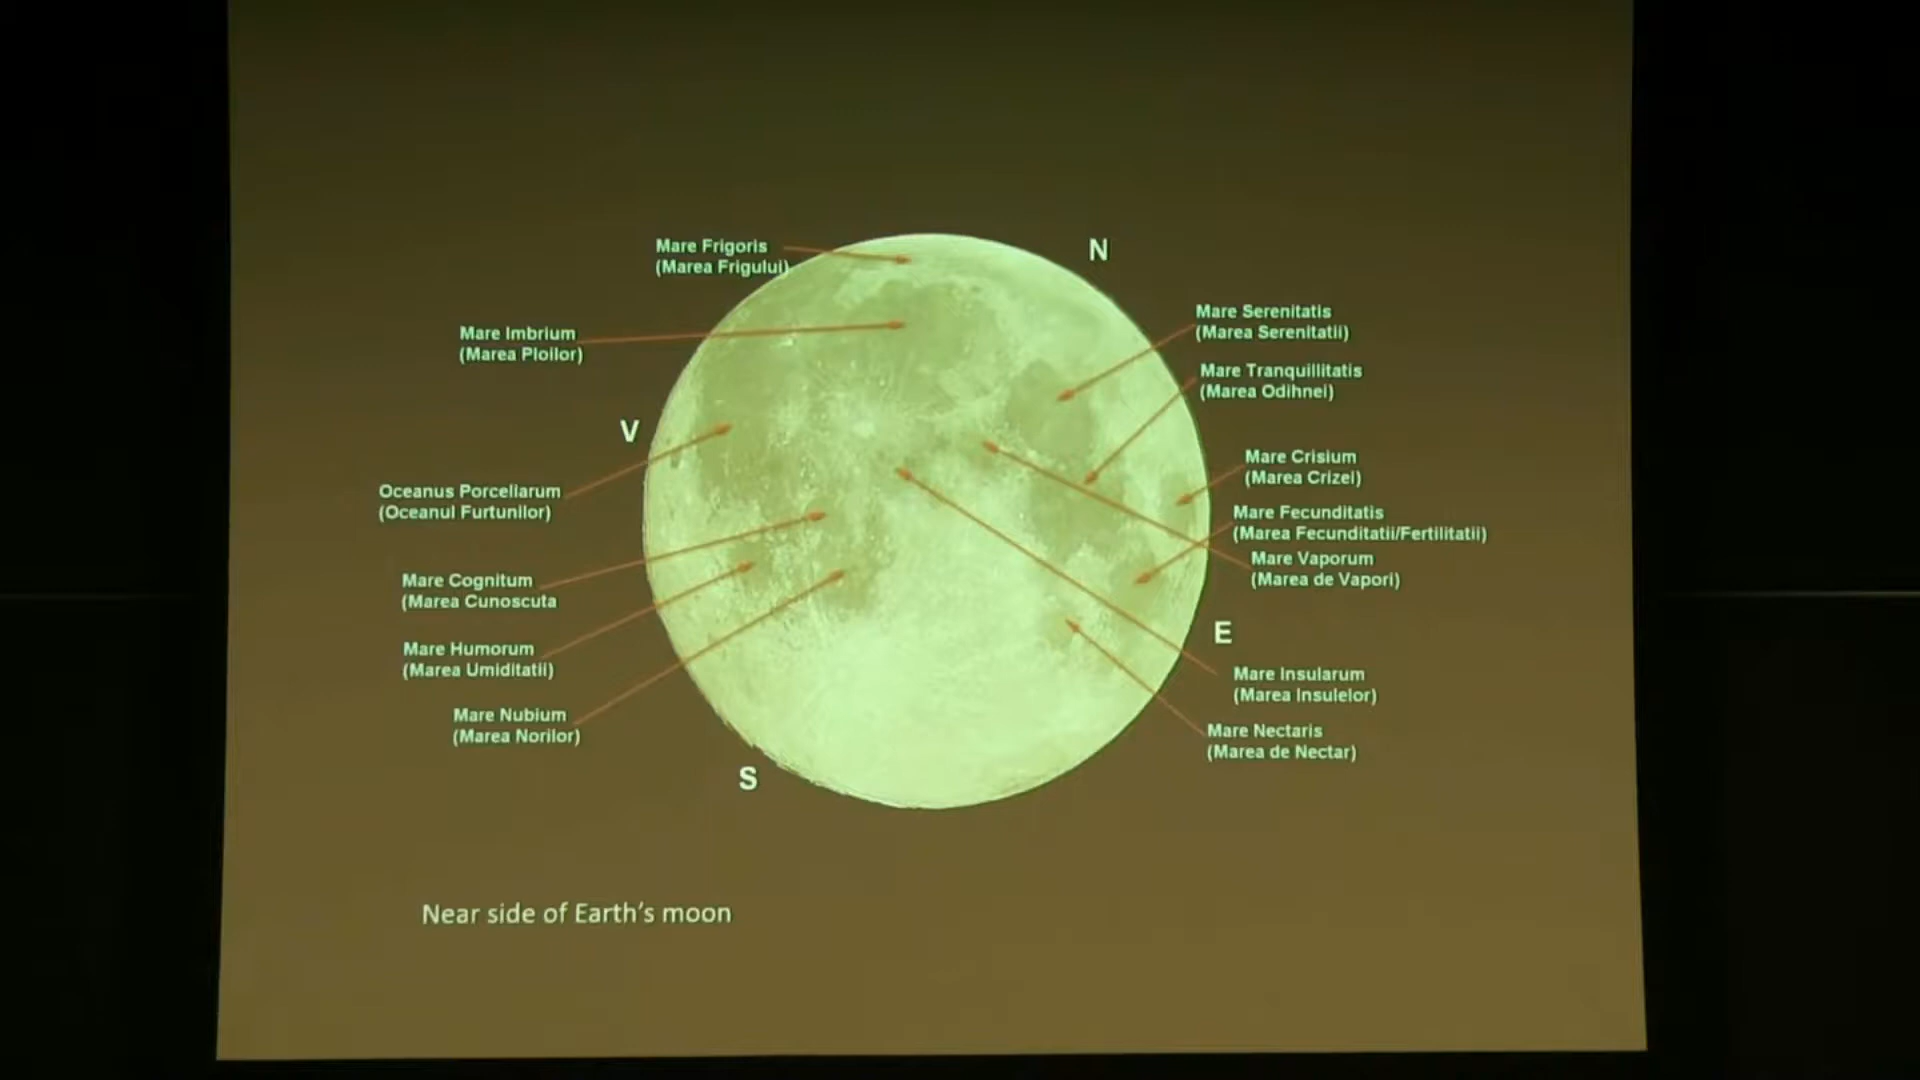 Mare Frigoris
(Marea Frigului)
N
Mare Imbrium
(Marea Ploilor)
Mare Serenitatis
(Marea Serenitatii)
Mare Tranquillitatis
(Marea Odihnei)
V
Mare Crisium
(Marea Crizei)
Oceanus Porcellarum
(Oceanul Furtunilor)
Mare Fecunditatis
(Marea Fecunditatii/Fertilitatii)
Mare Vaporum
(Marea de Vapori)
Mare Cognitum
(Marea Cunoscuta
E
Mare Humorum
(Marea Umiditatii)
Mare Insularum
(Marea Insulelor)
Mare Nubium
(Marea Norilor)
Mare Nectaris
(Marea de Nectar)
S
Near side of Earth's moon